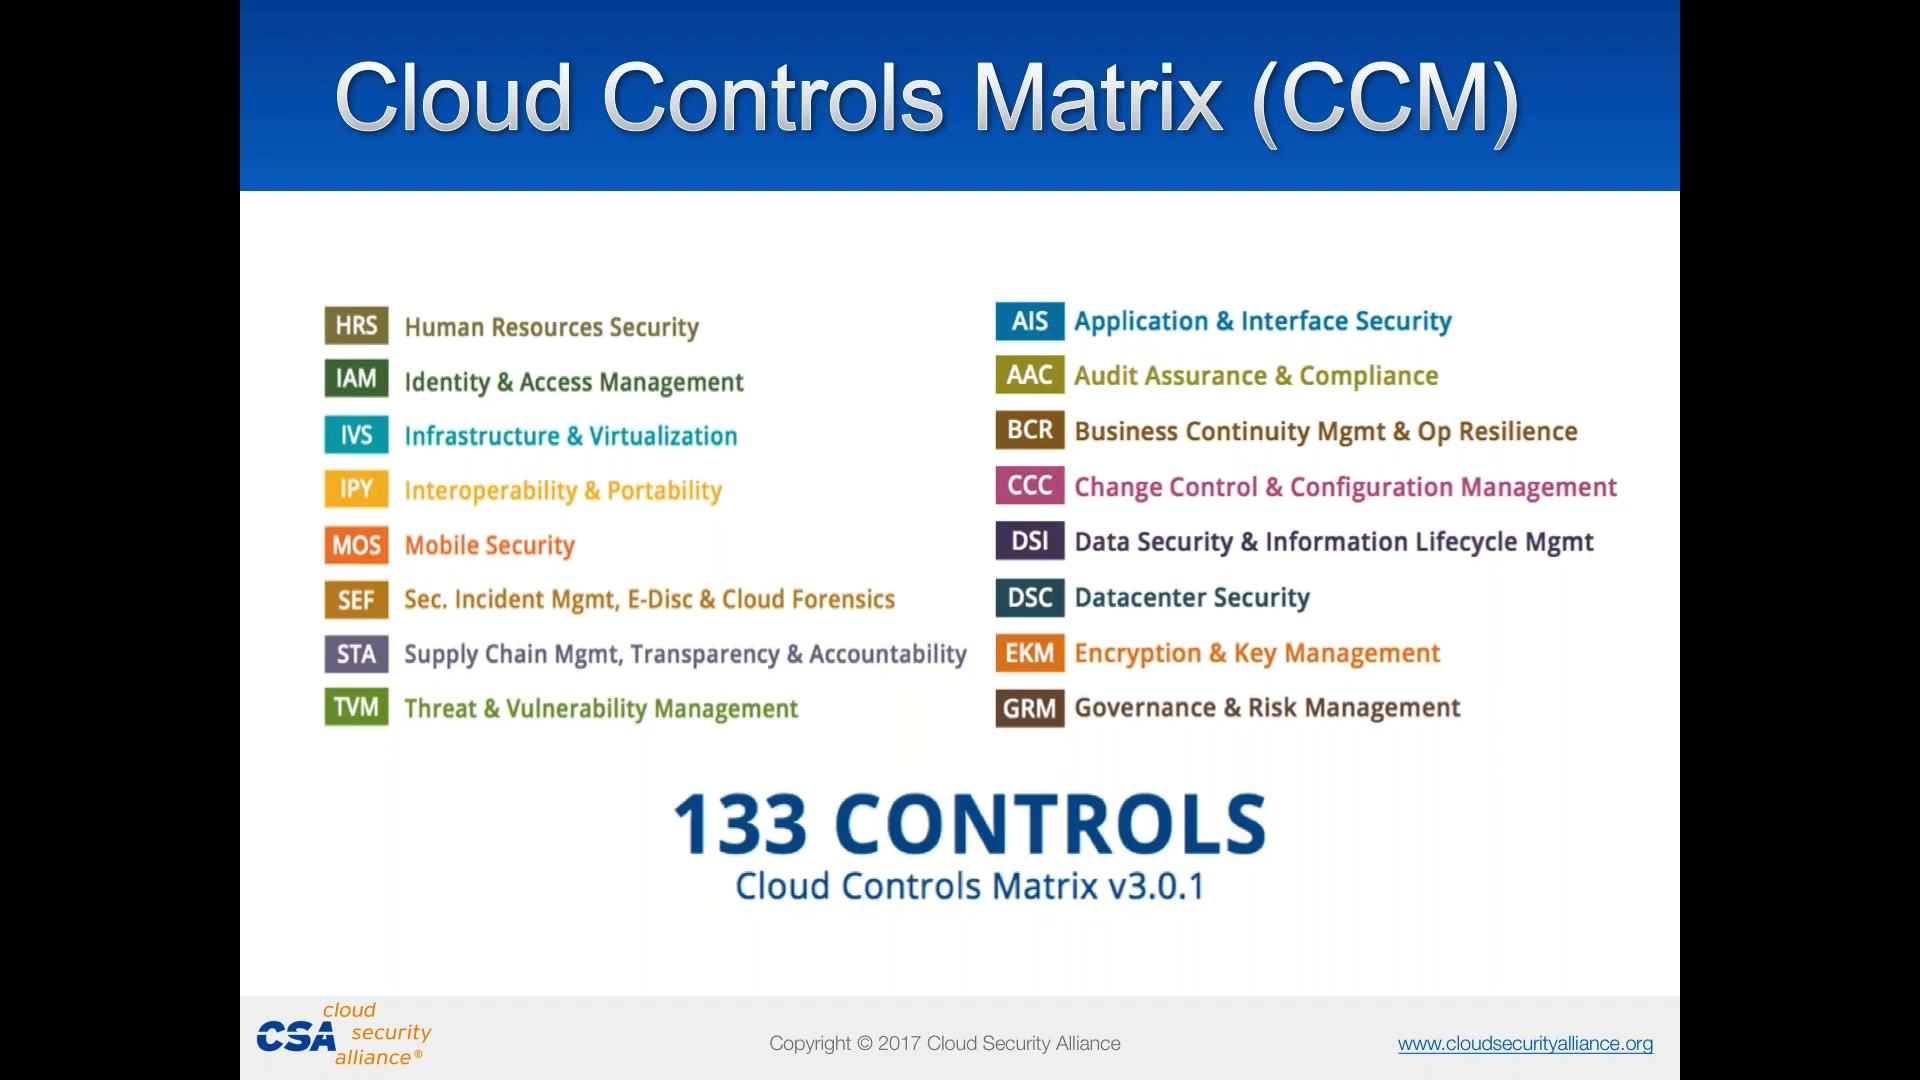 Cloud Controls Matrix (CCM)
HRS Human Resources Security
IAM Identity & Access Management
IVS Infrastructure & Virtualization
IPY Interoperability & Portability
MOS Mobile Security
SEF Sec. Incident Mgmt, E-Disc & Cloud Forensics
STA Supply Chain Mgmt, Transparency & Accountability
TVM Threat & Vulnerability Management
AIS Application & Interface Security
AAC Audit Assurance & Compliance
BCR Business Continuity Mgmt & Op Resilience
CCC Change Control & Configuration Management
DSI Data Security & Information Lifecycle Mgmt
DSC Datacenter Security
EKM Encryption & Key Management
GRM Governance & Risk Management
133 CONTROLS
Cloud Controls Matrix v3.0.1
CSA cloud
security
alliance®
Copyright © 2017 Cloud Security Alliance
www.cloudsecurityalliance.org